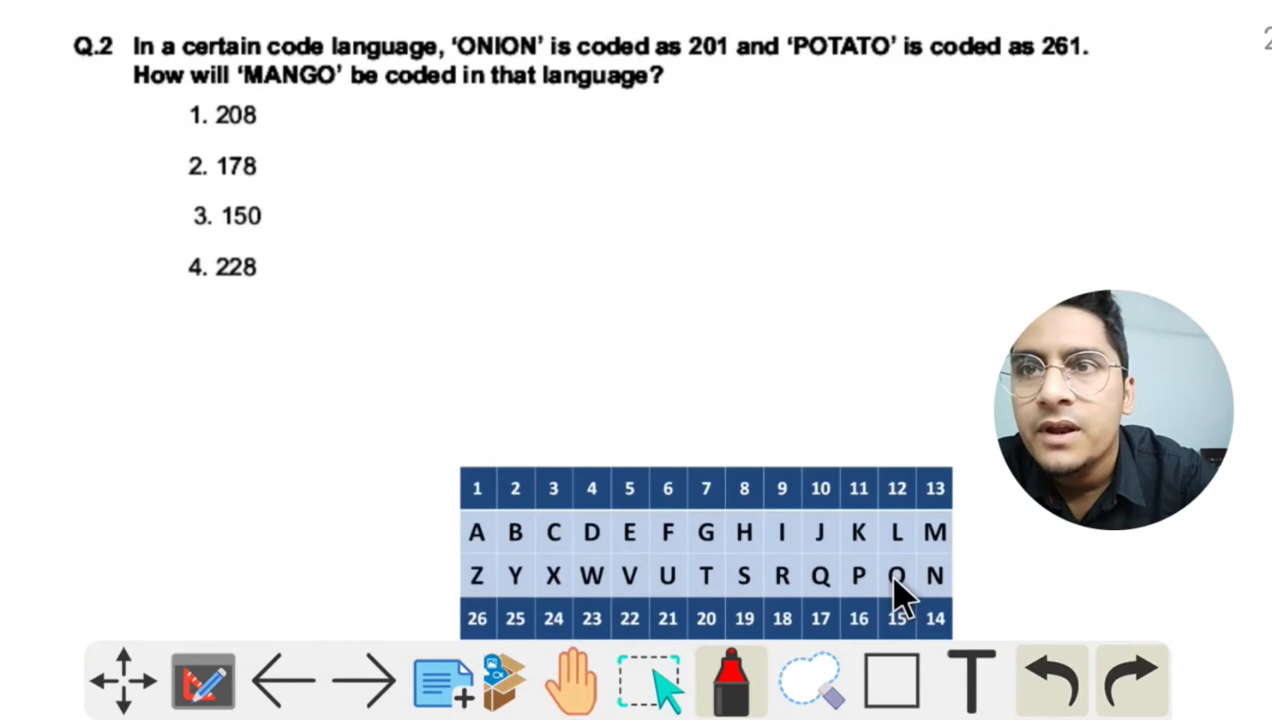 Q.2 In a certain code language, ‘ONION’ is coded as 201 and ‘POTATO’ is coded as 261.
How will ‘MANGO’ be coded in that language?
1. 208
2. 178
3. 150
4. 228
1 2 3 4 5 6 7 8 9 10 11 12 13
A B C D E F G H I J K L M
Z Y X W V U T S R Q P O N
26 25 24 23 22 21 20 19 18 17 16 15 14
T